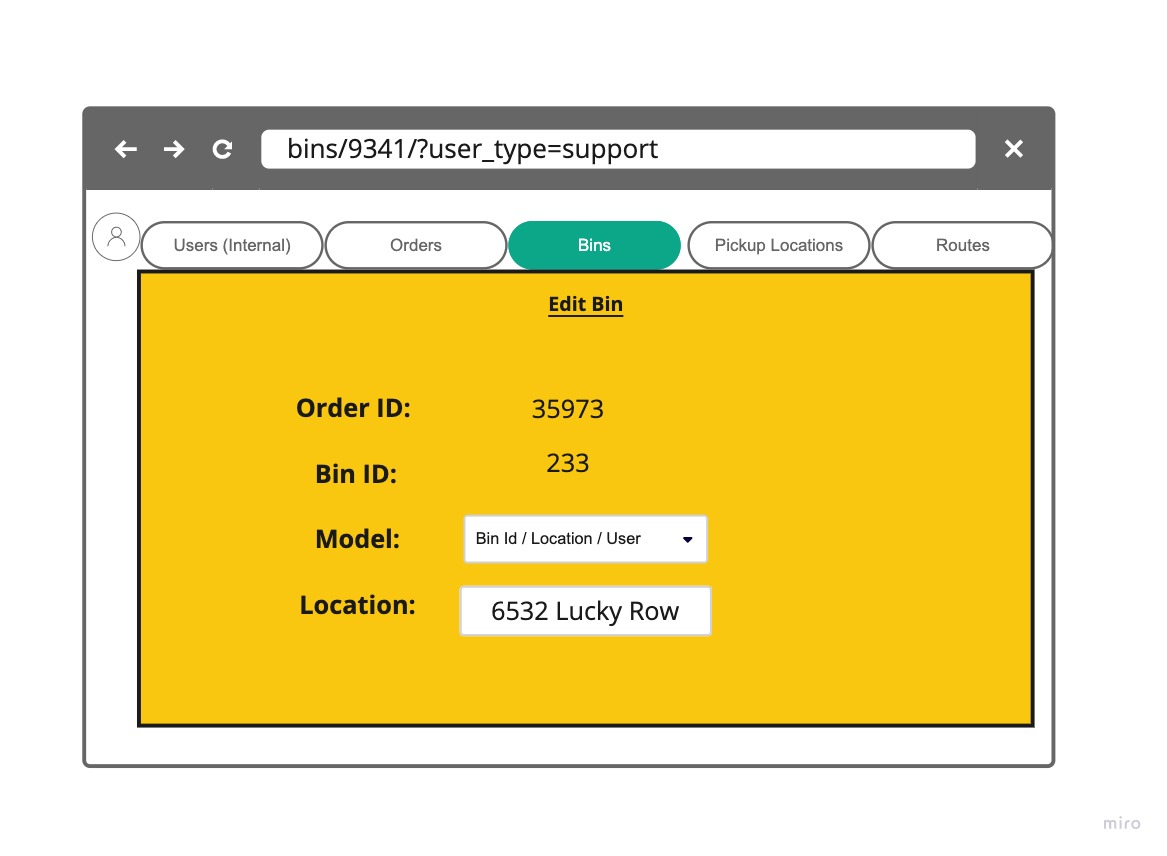 bins/9341/?user_type=support
Users (Internal) Orders Bins Pickup Locations Routes
Edit Bin
Order ID: 35973
Bin ID: 233
Model: Bin Id / Location / User
Location: 6532 Lucky Row
miro